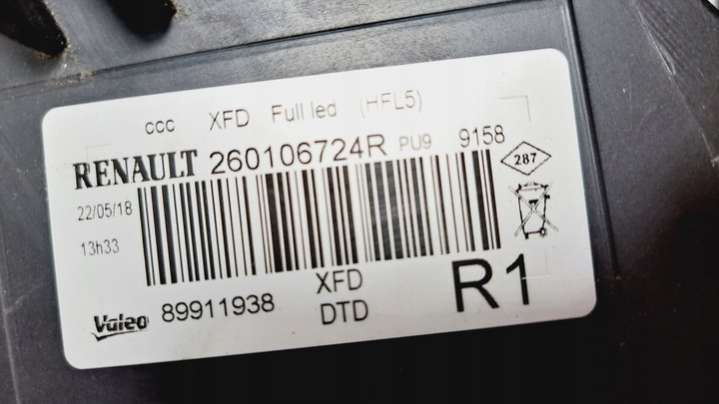 ccc XFD Full led (HFL5)
RENAULT 260106724R PU9 9158
287
22/05/18
13h33
Valeo 89911938
XFD
DTD
R1